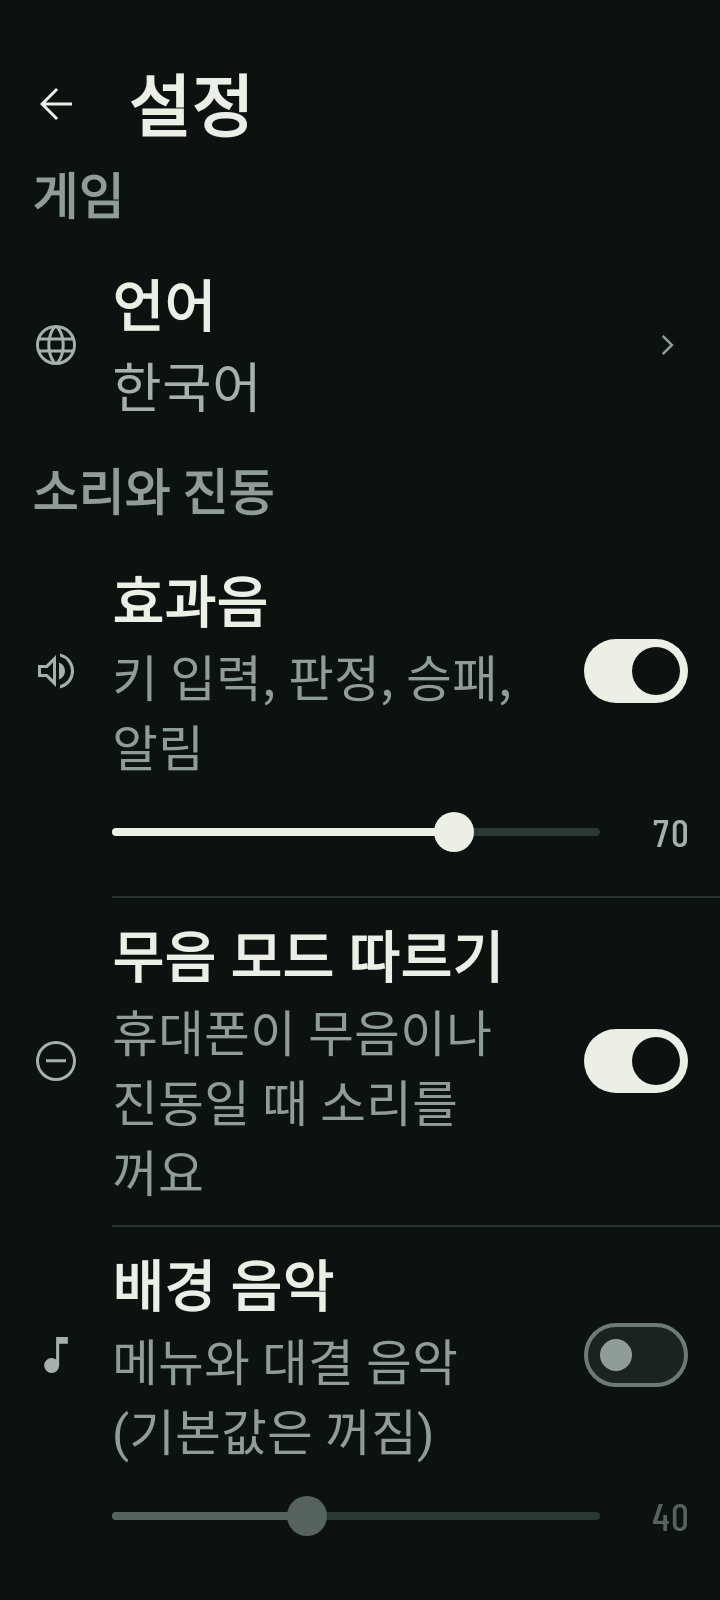 설정
게임
언어
한국어
소리와 진동
효과음
키 입력, 판정, 승패,
알림
70
무음 모드 따르기
휴대폰이 무음이나
진동일 때 소리를
꺼요
배경 음악
메뉴와 대결 음악
(기본값은 꺼짐)
40